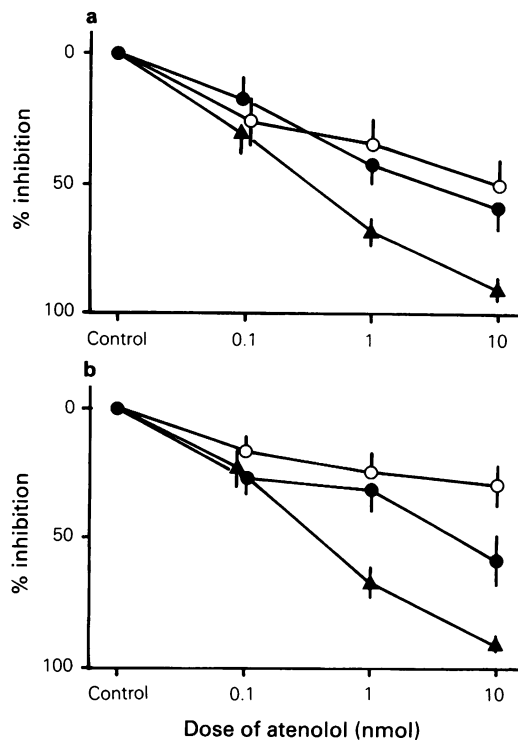 a
0
50
100
% inhibition
Control 0.1 1 10
b
0
50
100
% inhibition
Control 0.1 1 10
Dose of atenolol (nmol)